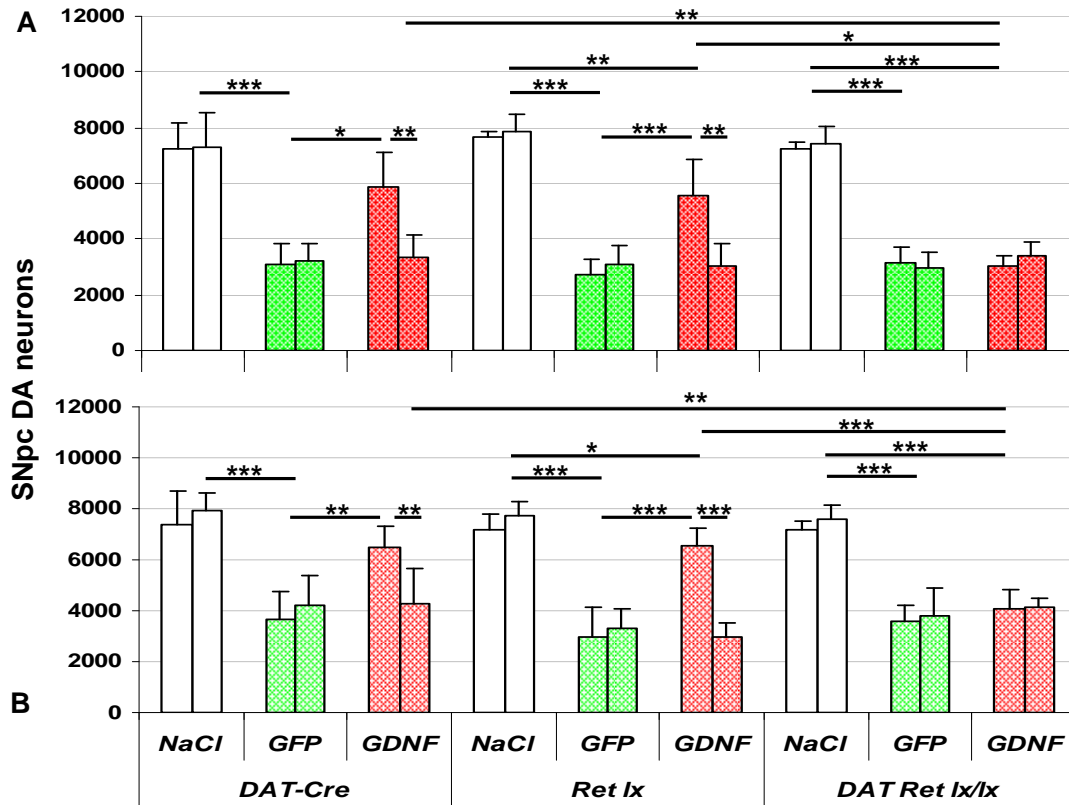 A
SNpc DA neurons
12000
10000
8000
6000
4000
2000
0
**
*
** ***
*** ***
* ** *** **
B
12000
10000
8000
6000
4000
2000
0
**
***
* ***
*** *** ***
** ** *** ***
NaCl GFP GDNF NaCl GFP GDNF NaCl GFP GDNF
DAT-Cre Ret lx DAT Ret lx/lx